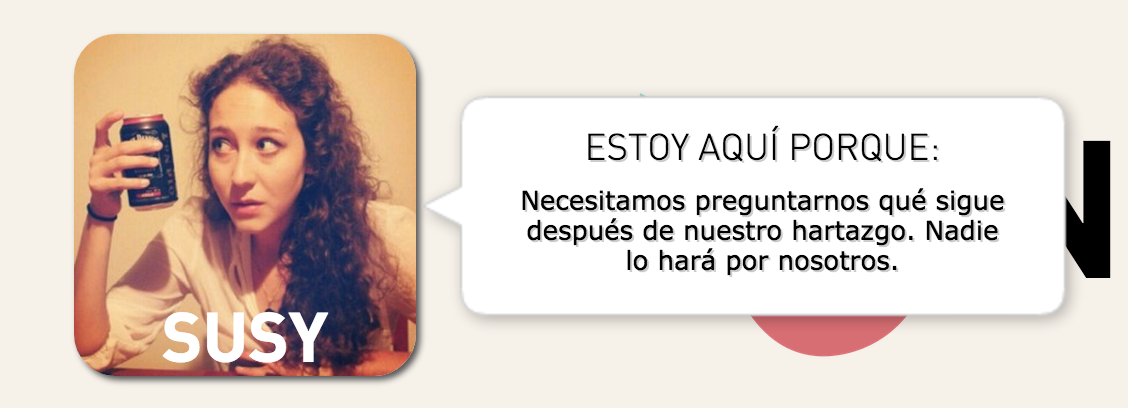 SUSY
ESTOY AQUÍ PORQUE:
Necesitamos preguntarnos qué sigue
después de nuestro hartazgo. Nadie
lo hará por nosotros.
N